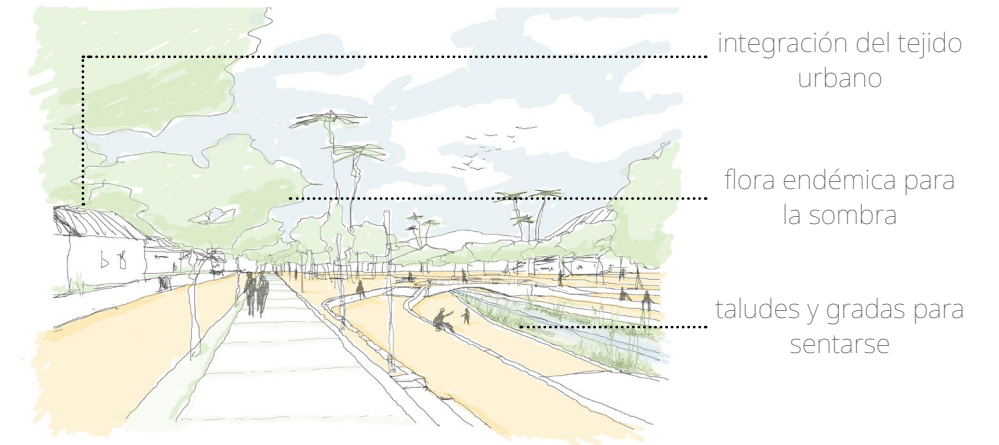 integración del tejido
urbano
flora endémica para
la sombra
taludes y gradas para
sentarse